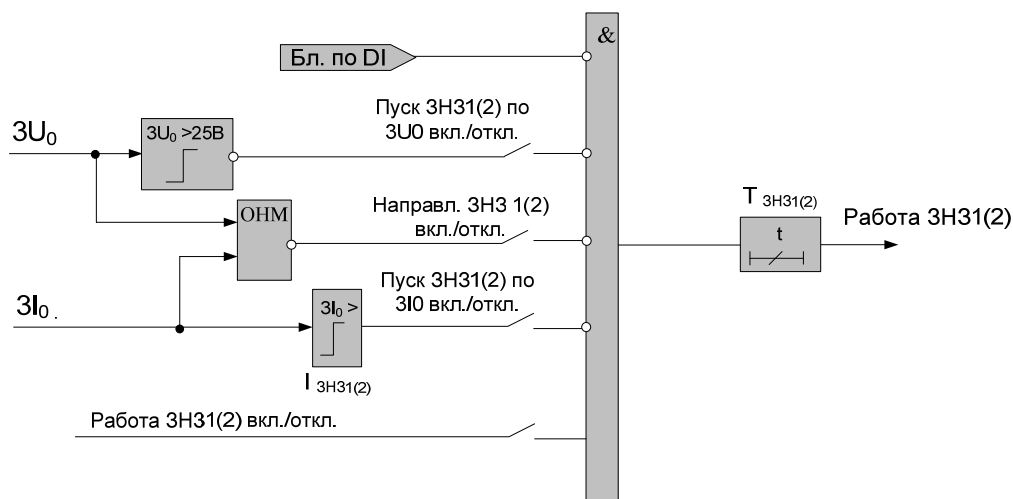 &
Бл. по DI
Пуск ЗНЗ1(2) по
3U0 вкл./откл.
3U0
3U0 >25В
ОНМ
Направл. ЗНЗ 1(2)
вкл./откл.
T ЗНЗ1(2)
t
Работа ЗНЗ1(2)
Пуск ЗНЗ1(2) по
3I0 вкл./откл.
3I0 .
3I0 >
I ЗНЗ1(2)
Работа ЗНЗ1(2) вкл./откл.